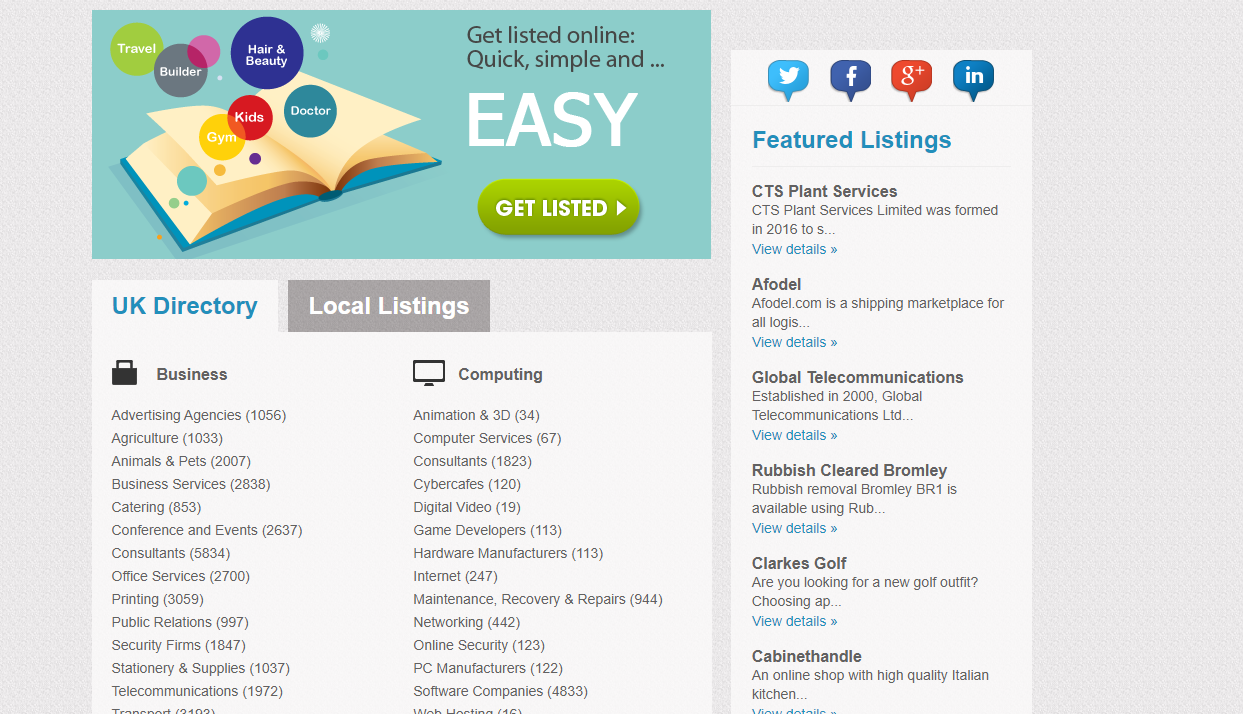 Travel
Builder
Hair &
Beauty
Kids
Doctor
Gym
Get listed online:
Quick, simple and ...
EASY
GET LISTED
UK Directory
Local Listings
Business
Advertising Agencies (1056)
Agriculture (1033)
Animals & Pets (2007)
Business Services (2838)
Catering (853)
Conference and Events (2637)
Consultants (5834)
Office Services (2700)
Printing (3059)
Public Relations (997)
Security Firms (1847)
Stationery & Supplies (1037)
Telecommunications (1972)
Transport (3193)
Computing
Animation & 3D (34)
Computer Services (67)
Consultants (1823)
Cybercafes (120)
Digital Video (19)
Game Developers (113)
Hardware Manufacturers (113)
Internet (247)
Maintenance, Recovery & Repairs (944)
Networking (442)
Online Security (123)
PC Manufacturers (122)
Software Companies (4833)
Web Hosting (16)
f
g+
in
Featured Listings
CTS Plant Services
CTS Plant Services Limited was formed
in 2016 to s...
View details »
Afodel
Afodel.com is a shipping marketplace for
all logis...
View details »
Global Telecommunications
Established in 2000, Global
Telecommunications Ltd...
View details »
Rubbish Cleared Bromley
Rubbish removal Bromley BR1 is
available using Rub...
View details »
Clarkes Golf
Are you looking for a new golf outfit?
Choosing ap...
View details »
Cabinethandle
An online shop with high quality Italian
kitchen...
View details »